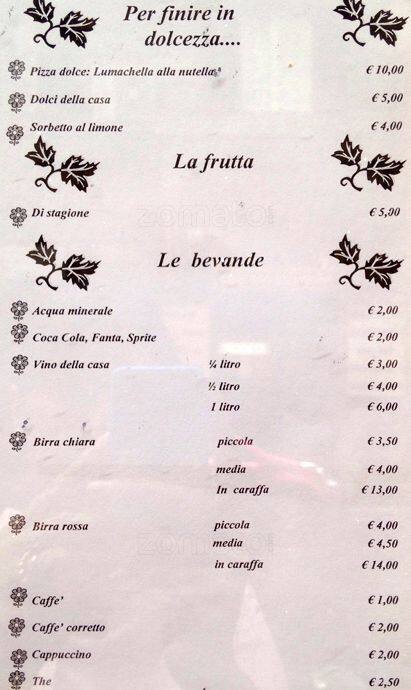 Per finire in
dolcezza....
Pizza dolce: Lumachella alla nutella € 10,00
Dolci della casa € 5,00
Sorbetto al limone € 4,00
La frutta
Di stagione € 5,00
zomato
Le bevande
Acqua minerale € 2,00
Coca Cola, Fanta, Sprite € 2,00
Vino della casa ¼ litro € 3,00
½ litro € 4,00
1 litro € 6,00
Birra chiara piccola € 3,50
media € 4,00
In caraffa € 13,00
Birra rossa piccola € 4,00
media € 4,50
in caraffa € 14,00
Caffe' € 1,00
Caffe' corretto € 2,00
Cappuccino € 2,00
The € 2,50